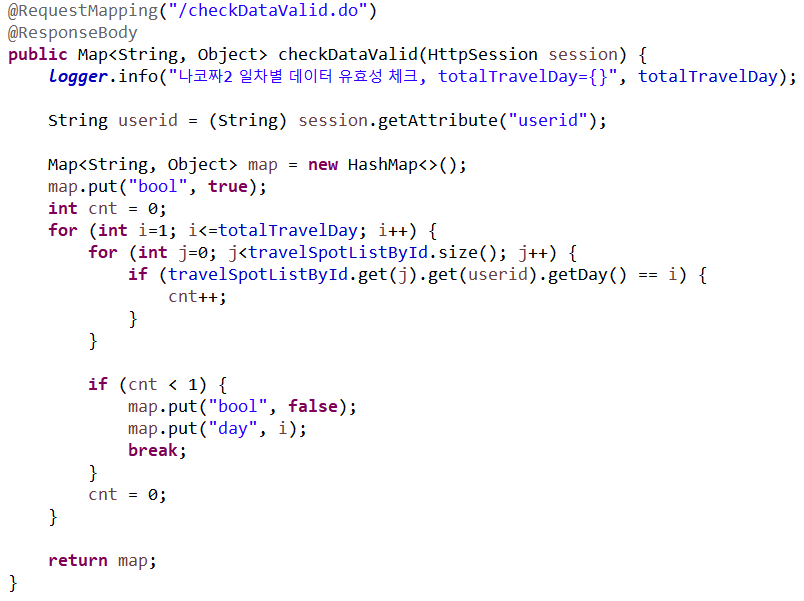 @RequestMapping("/checkDataValid.do")
@ResponseBody
public Map<String, Object> checkDataValid(HttpSession session) {
    logger.info("나코짜2 일차별 데이터 유효성 체크, totalTravelDay={}", totalTravelDay);

    String userid = (String) session.getAttribute("userid");

    Map<String, Object> map = new HashMap<>();
    map.put("bool", true);
    int cnt = 0;
    for (int i=1; i<=totalTravelDay; i++) {
        for (int j=0; j<travelSpotListById.size(); j++) {
            if (travelSpotListById.get(j).get(userid).getDay() == i) {
                cnt++;
            }
        }

        if (cnt < 1) {
            map.put("bool", false);
            map.put("day", i);
            break;
        }
        cnt = 0;
    }

    return map;
}